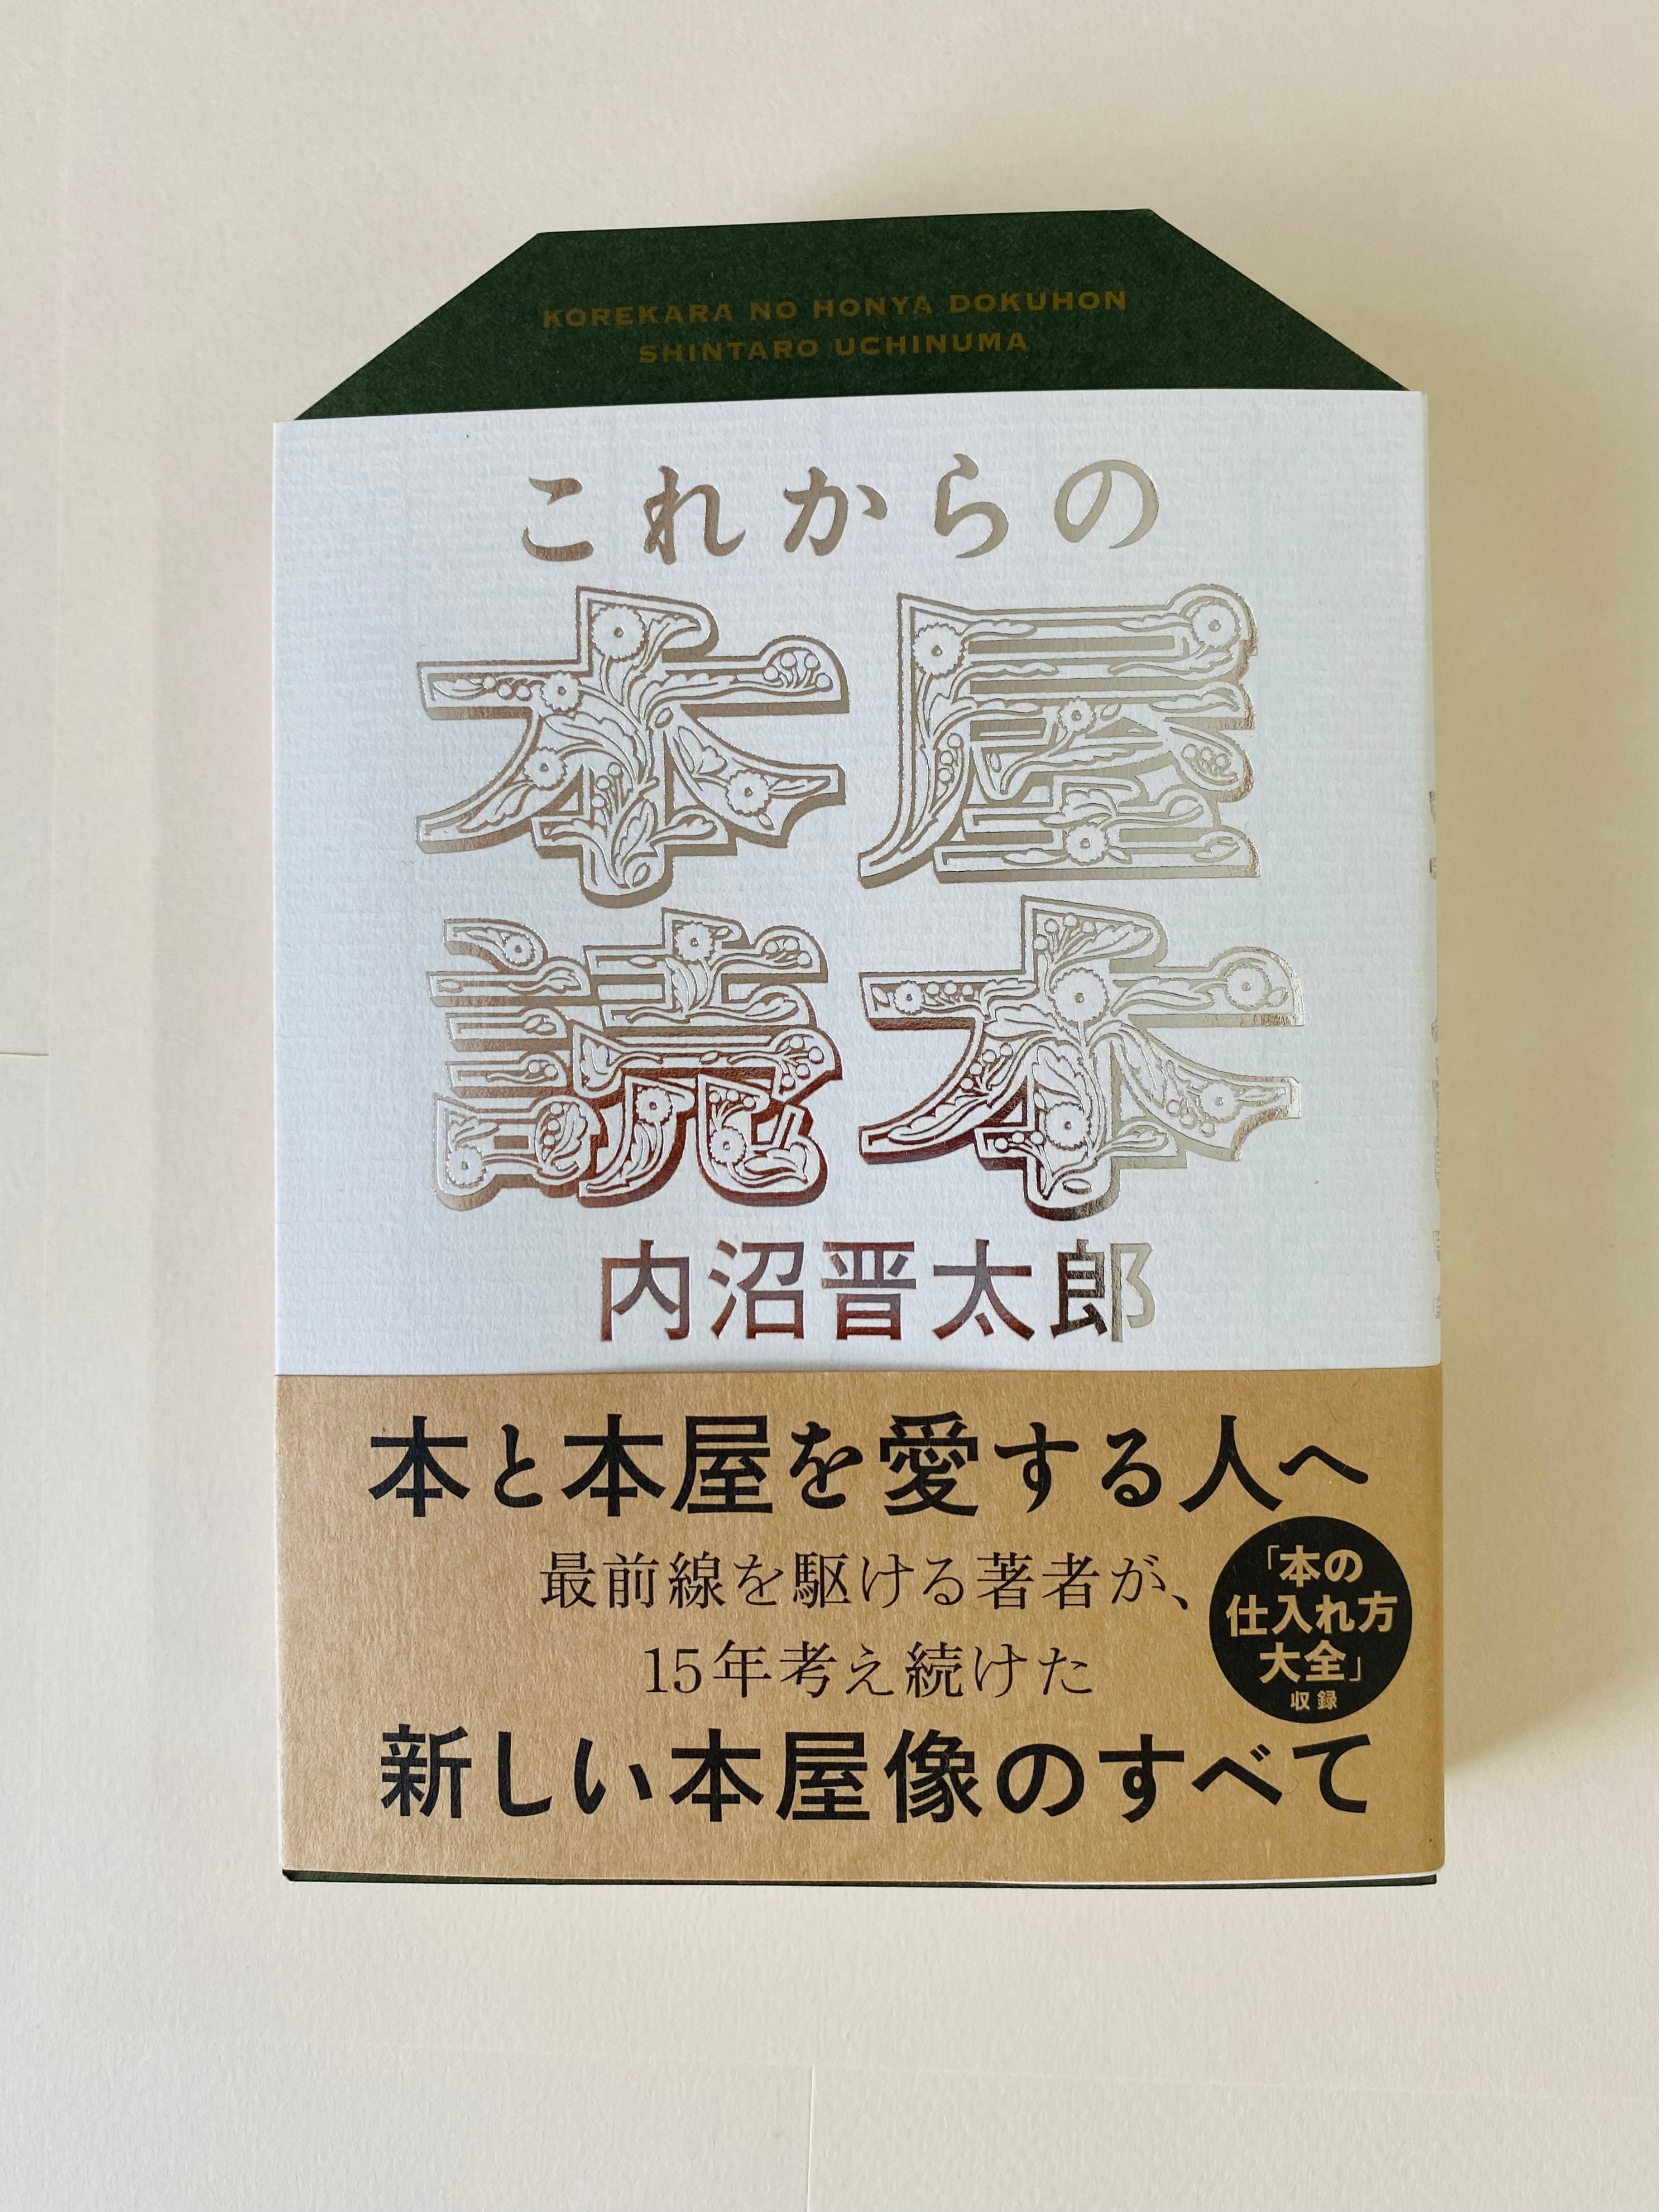 KOREKARA NO HONYA DOKUHON
SHINTARO UCHINUMA
これからの
本屋
読本
内沼晋太郎
本と本屋を愛する人へ
最前線を駆ける著者が、
15年考え続けた
新しい本屋像のすべて
「本の
仕入れ方
大全」
収録